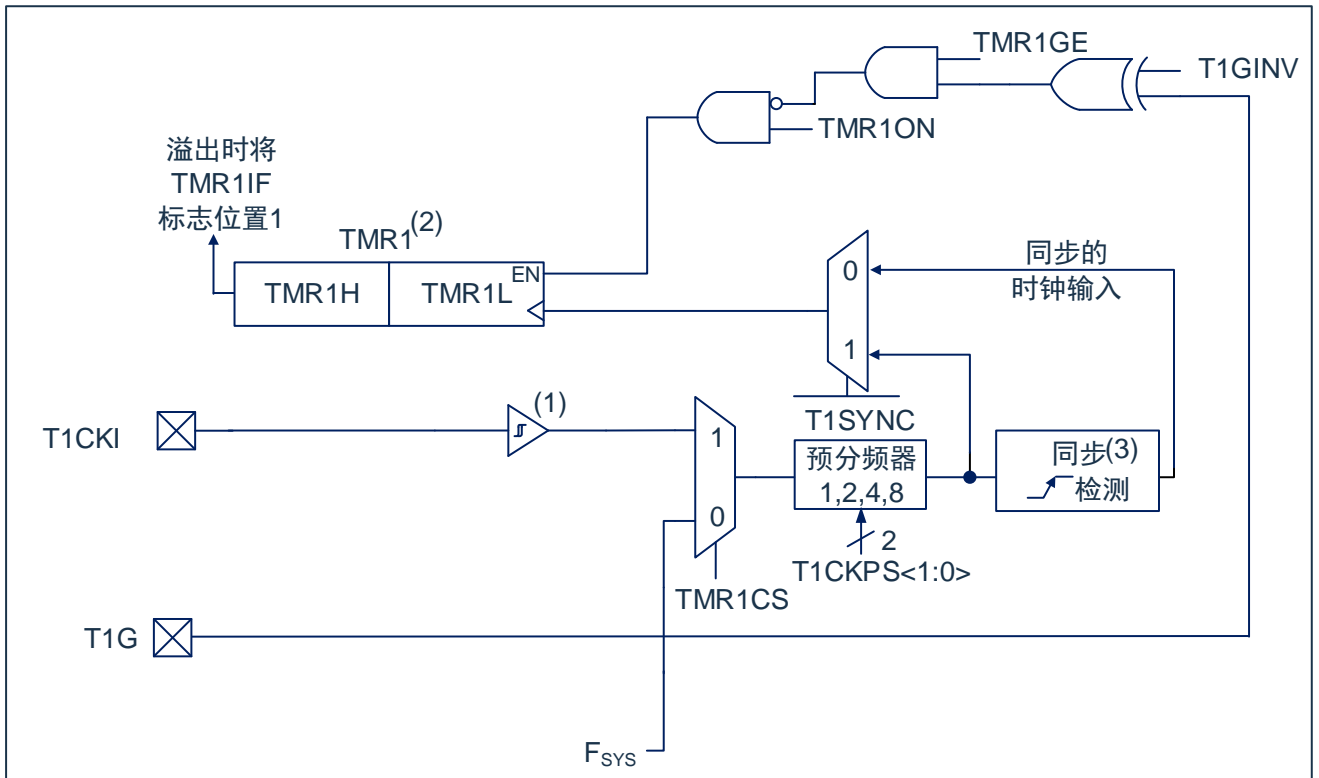 TMR1GE
T1GINV
TMR1ON
溢出时将
TMR1IF
标志位置1
TMR1(2)
EN
TMR1H
TMR1L
0
同步的
时钟输入
1
T1SYNC
T1CKI
(1)
1
0
预分频器
1,2,4,8
同步(3)
检测
2
T1CKPS<1:0>
TMR1CS
T1G
FSYS